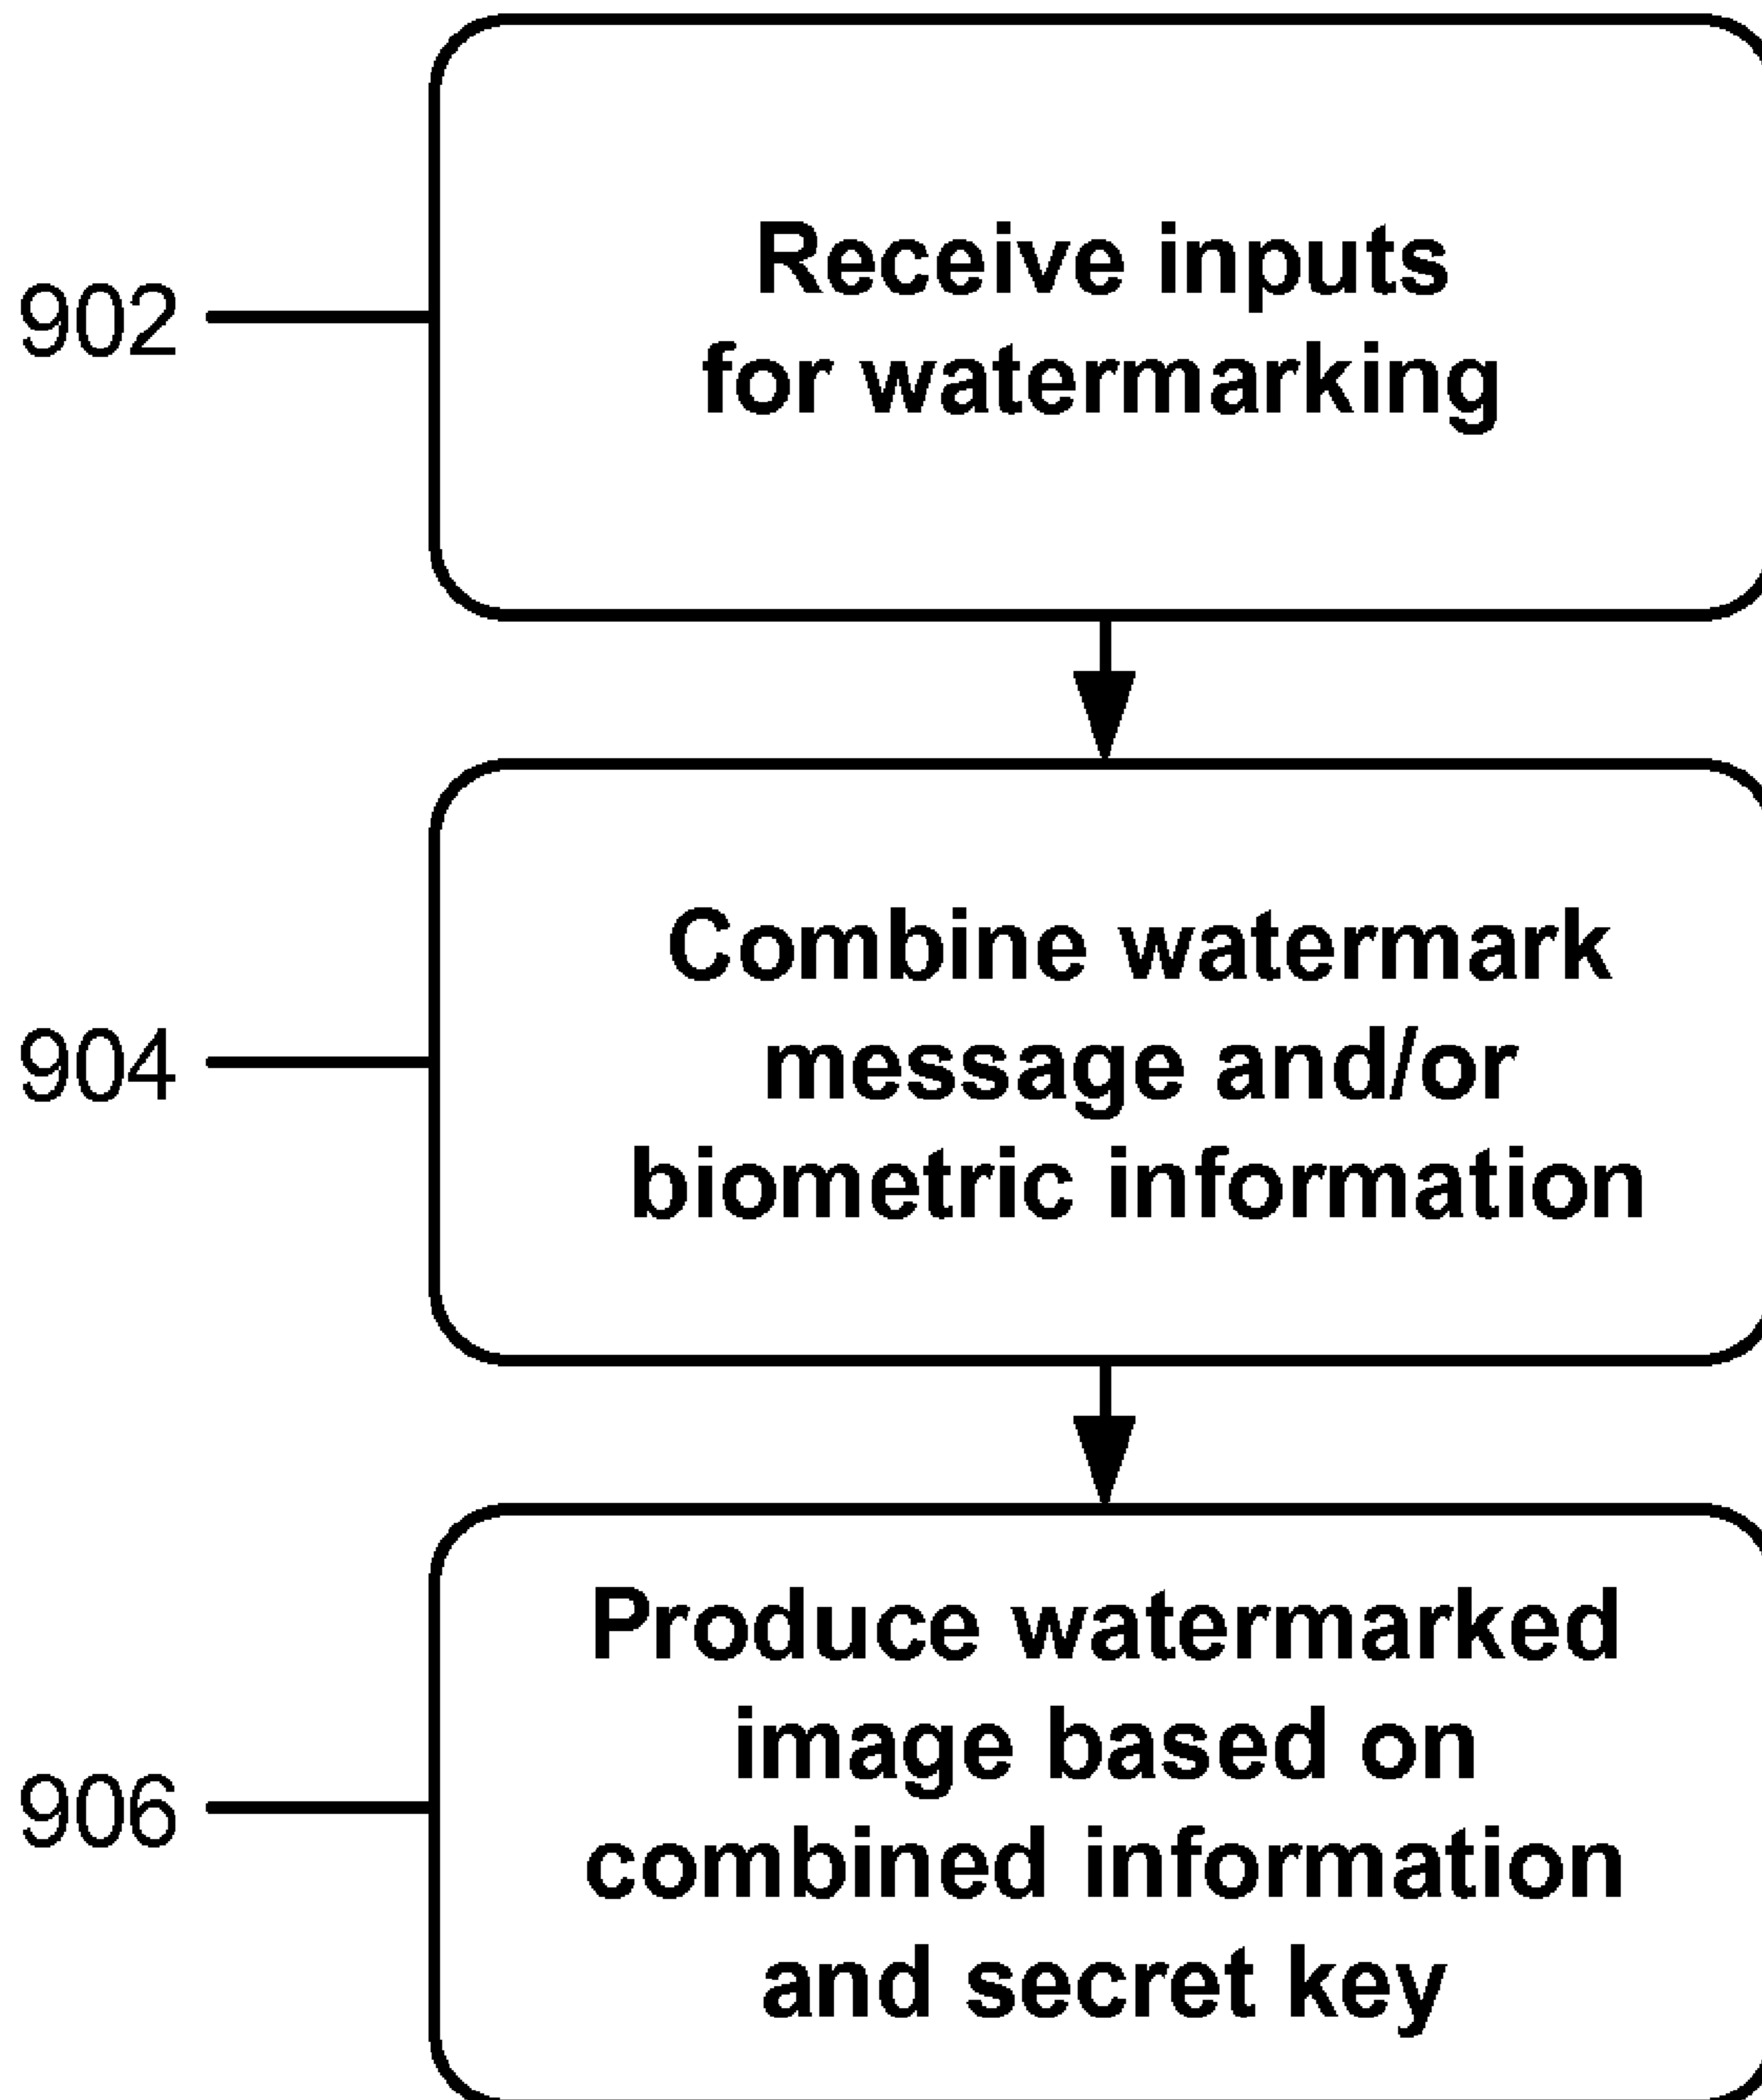 902
Receive inputs
for watermarking
904
Combine watermark
message and/or
biometric information
906
Produce watermarked
image based on
combined information
and secret key